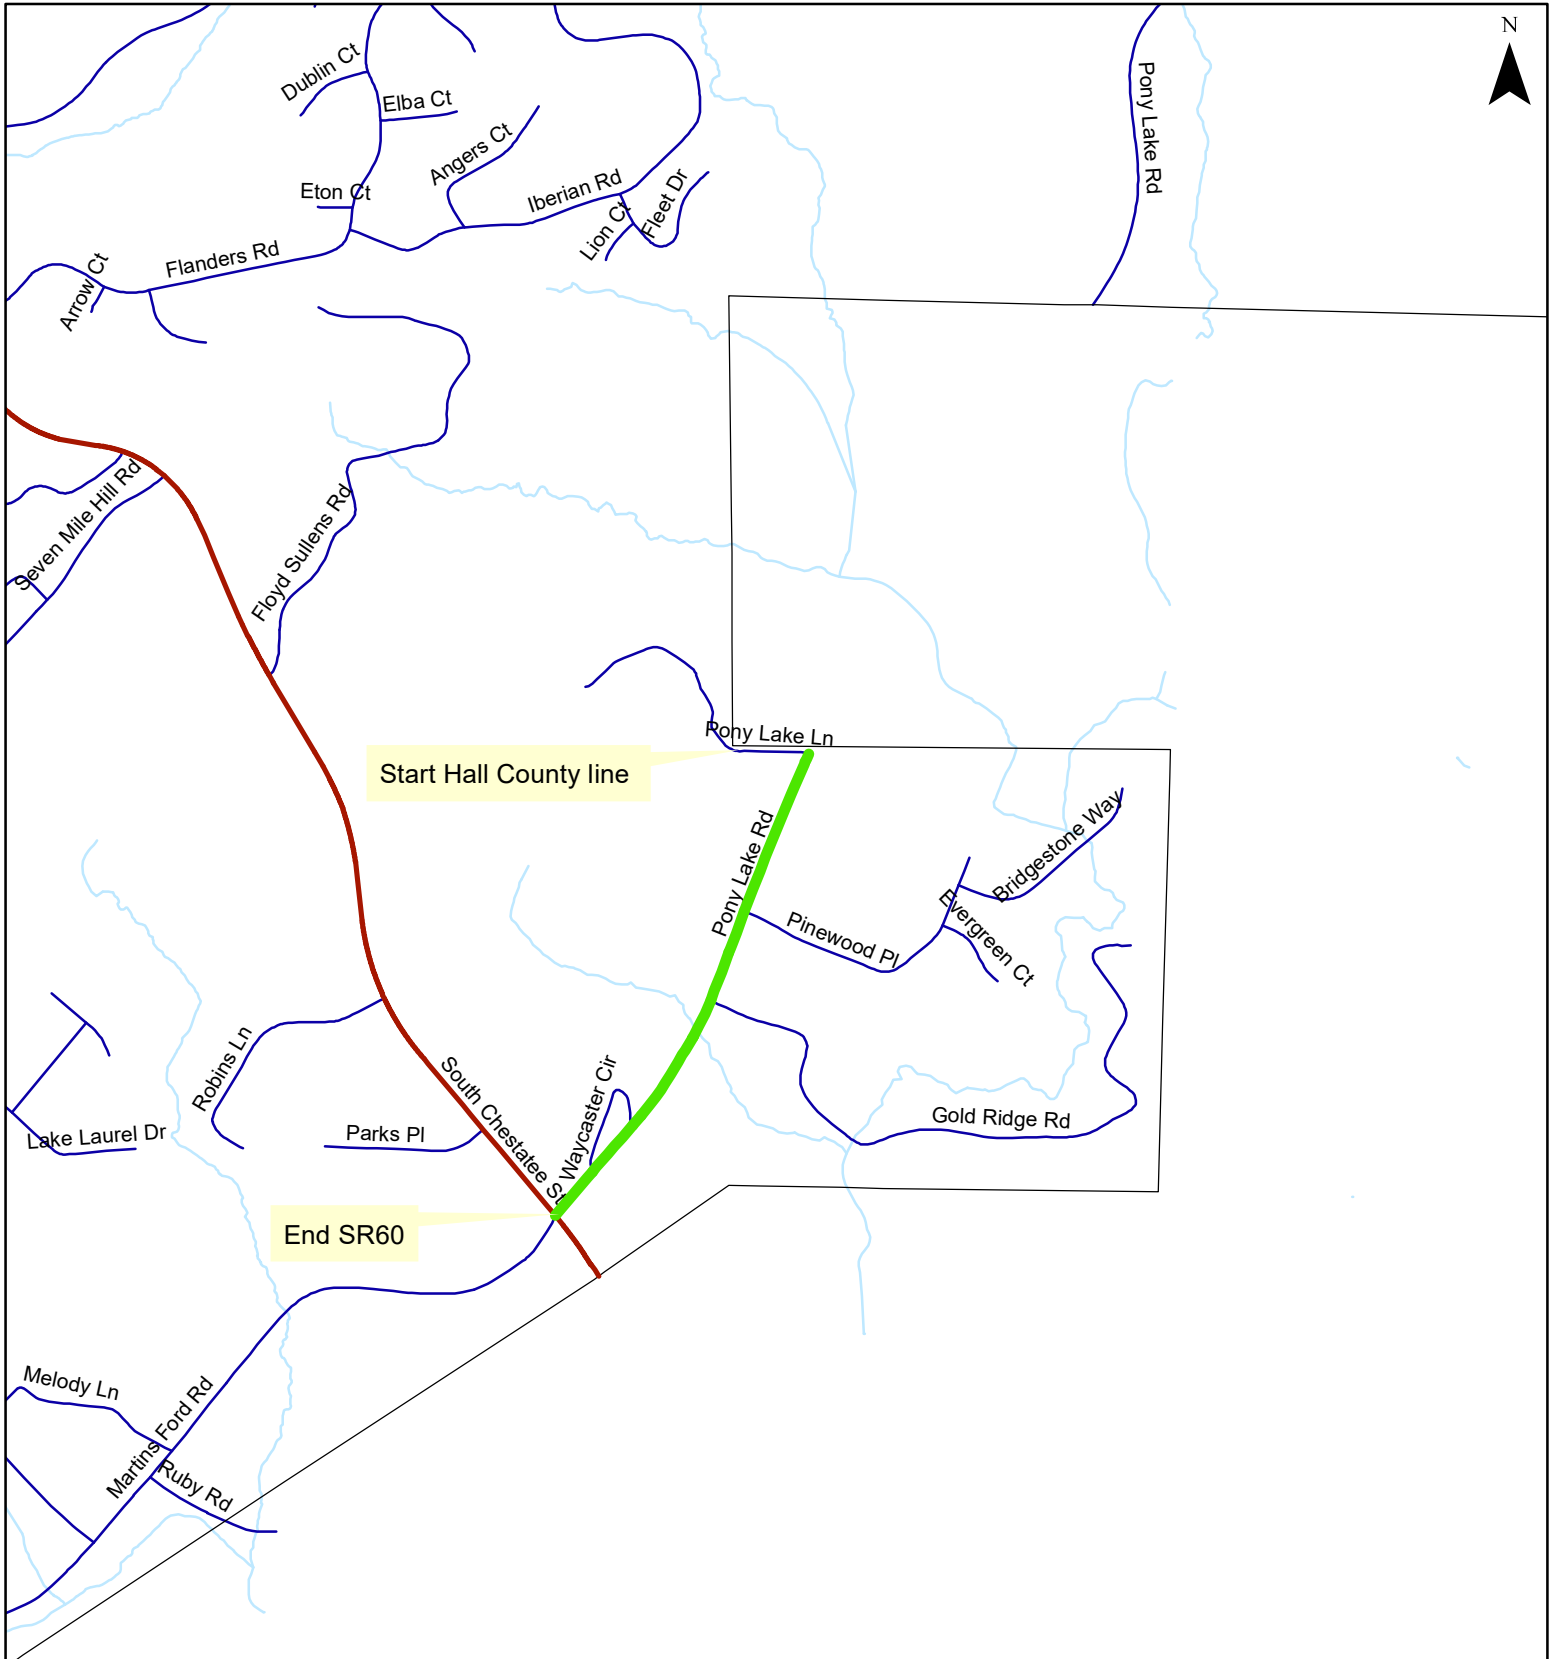 N
Dublin Ct
Elba Ct
Angers Ct
Pony Lake Rd
Eton Ct
Iberian Rd
Fleet Dr
Lion Ct
Flanders Rd
Arrow Ct
Seven Mile Hill Rd
Floyd Sullens Rd
Pony Lake Ln
Start Hall County line
Pony Lake Rd
Bridgestone Way
Evergreen Ct
Pinewood Pl
Robins Ln
South Chestatee St
Waycaster Cir
Gold Ridge Rd
Lake Laurel Dr
Parks Pl
End SR60
Melody Ln
Martins Ford Rd
Ruby Rd